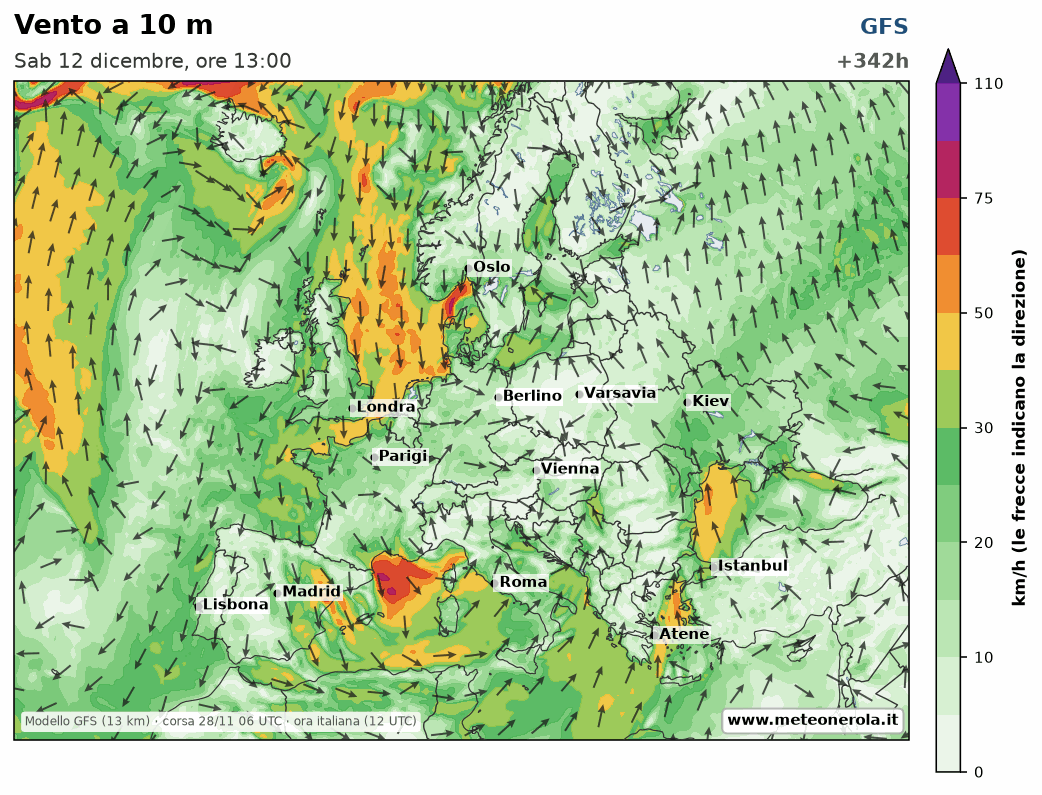 Vento a 10 m
GFS
Sab 12 dicembre, ore 13:00
+342h
110
75
50
30
20
10
0
km/h (le frecce indicano la direzione)
Oslo
Berlino
Varsavia
Kiev
Londra
Parigi
Vienna
Istanbul
Roma
Madrid
Lisbona
Atene
Modello GFS (13 km) · corsa 28/11 06 UTC · ora italiana (12 UTC)
www.meteonerola.it